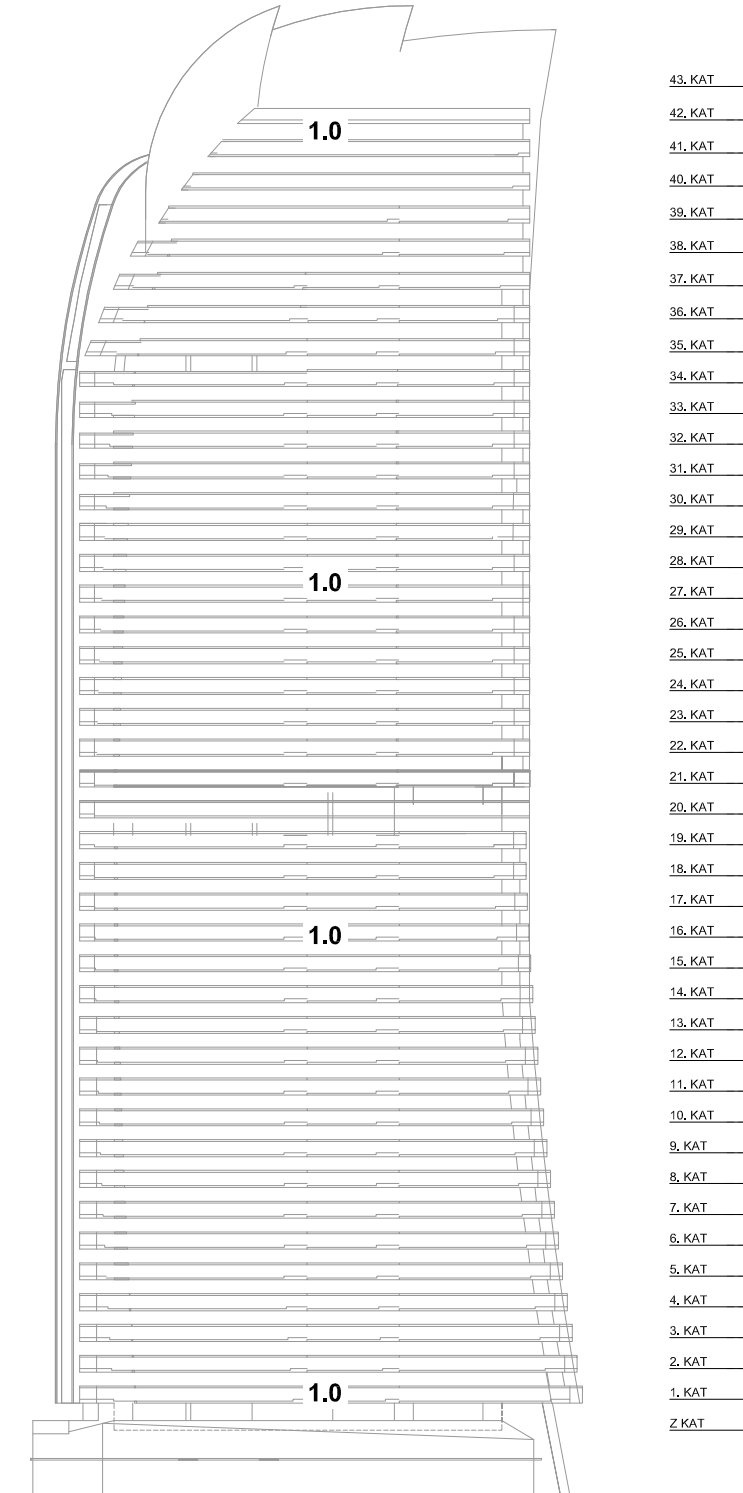 43. KAT
1.0
42. KAT
41. KAT
40. KAT
39. KAT
38. KAT
37. KAT
36. KAT
35. KAT
34. KAT
33. KAT
32. KAT
31. KAT
30. KAT
29. KAT
28. KAT
1.0
27. KAT
26. KAT
25. KAT
24. KAT
23. KAT
22. KAT
21. KAT
20. KAT
19. KAT
18. KAT
17. KAT
16. KAT
1.0
15. KAT
14. KAT
13. KAT
12. KAT
11. KAT
10. KAT
9. KAT
8. KAT
7. KAT
6. KAT
5. KAT
4. KAT
3. KAT
2. KAT
1.0
1. KAT
Z KAT